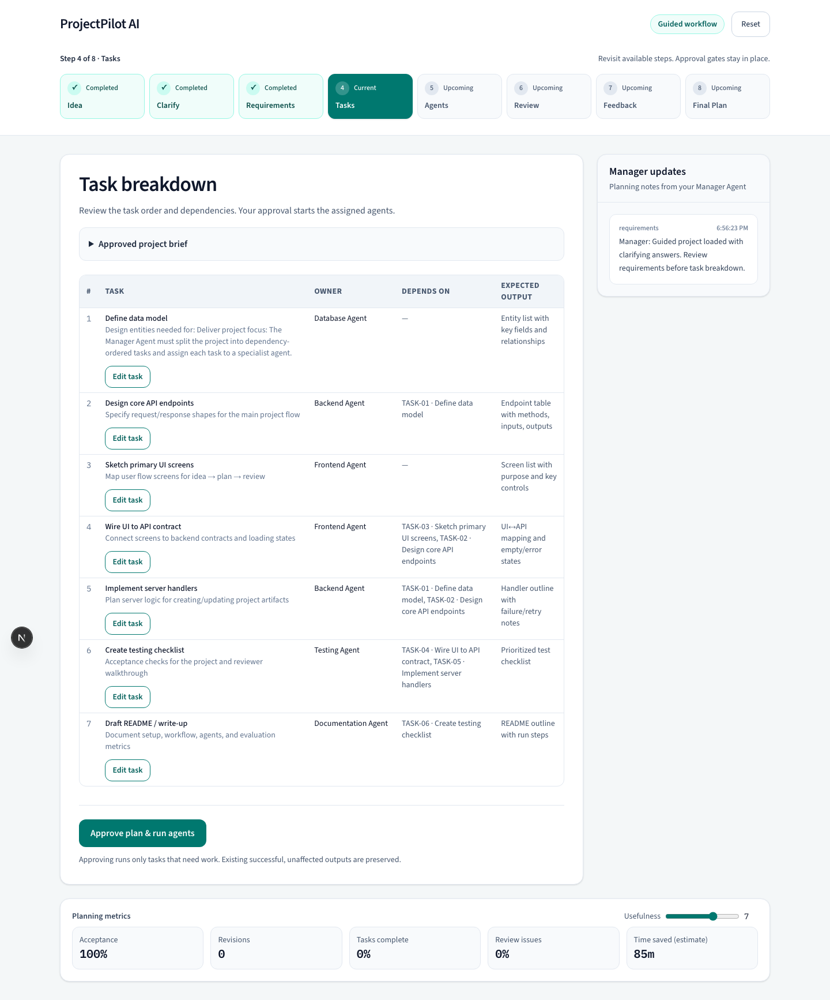 ProjectPilot AI
Guided workflow
Reset
Step 4 of 8 · Tasks
Revisit available steps. Approval gates stay in place.
✓ Completed
Idea
✓ Completed
Clarify
✓ Completed
Requirements
4 Current
Tasks
5 Upcoming
Agents
6 Upcoming
Review
7 Upcoming
Feedback
8 Upcoming
Final Plan
Task breakdown
Review the task order and dependencies. Your approval starts the assigned agents.
▶ Approved project brief
# TASK OWNER DEPENDS ON EXPECTED
OUTPUT
1 Define data model
Design entities needed for: Deliver project focus: The
Manager Agent must split the project into dependency-
ordered tasks and assign each task to a specialist agent.
Edit task
Database Agent
—
Entity list with
key fields and
relationships
2 Design core API endpoints
Specify request/response shapes for the main project flow
Edit task
Backend Agent
TASK-01 · Define data
model
Endpoint table
with methods,
inputs, outputs
3 Sketch primary UI screens
Map user flow screens for idea → plan → review
Edit task
Frontend Agent
—
Screen list with
purpose and key
controls
4 Wire UI to API contract
Connect screens to backend contracts and loading states
Edit task
Frontend Agent
TASK-03 · Sketch primary
UI screens, TASK-02 ·
Design core API
endpoints
UI↔API
mapping and
empty/error
states
5 Implement server handlers
Plan server logic for creating/updating project artifacts
Edit task
Backend Agent
TASK-01 · Define data
model, TASK-02 · Design
core API endpoints
Handler outline
with
failure/retry
notes
6 Create testing checklist
Acceptance checks for the project and reviewer
walkthrough
Edit task
Testing Agent
TASK-04 · Wire UI to API
contract, TASK-05 ·
Implement server
handlers
Prioritized test
checklist
7 Draft README / write-up
Document setup, workflow, agents, and evaluation
metrics
Edit task
Documentation Agent
TASK-06 · Create testing
checklist
README outline
with run steps
Approve plan & run agents
Approving runs only tasks that need work. Existing successful, unaffected outputs are preserved.
Manager updates
Planning notes from your Manager Agent
requirements 6:56:23 PM
Manager: Guided project loaded with
clarifying answers. Review
requirements before task breakdown.
N
Planning metrics
Usefulness 7
Acceptance
100%
Revisions
0
Tasks complete
0%
Review issues
0%
Time saved (estimate)
85m